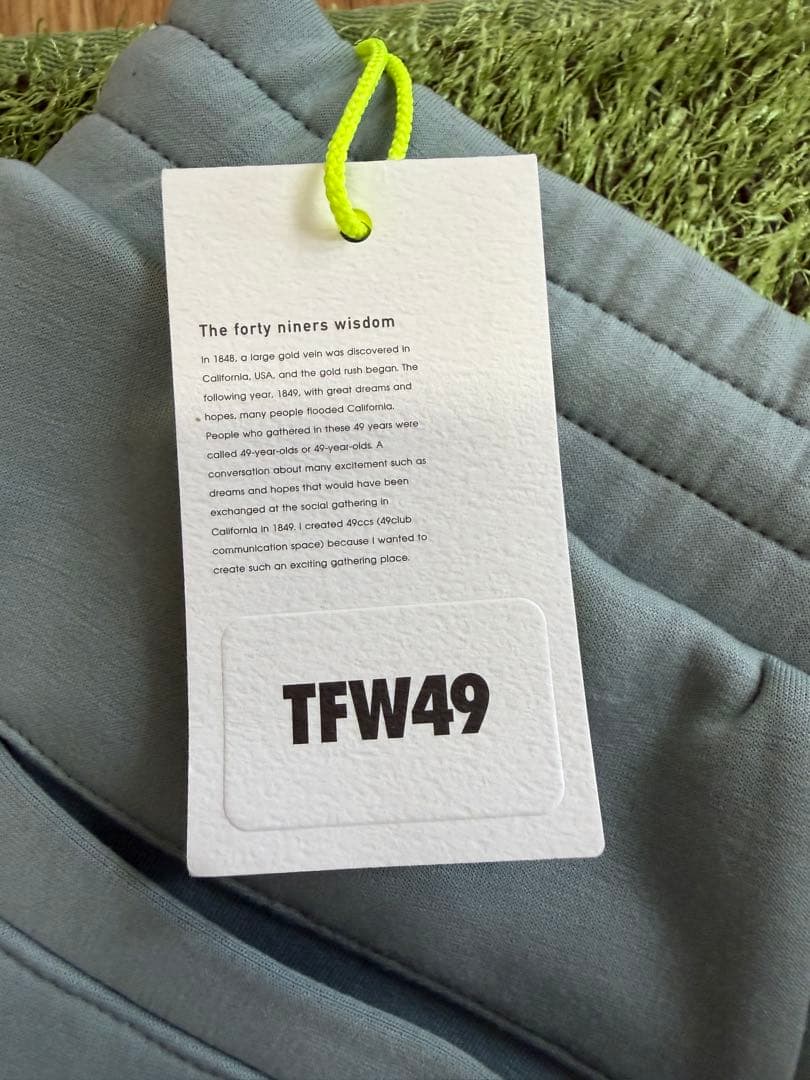 The forty niners wisdom
In 1848, a large gold vein was discovered in
California, USA, and the gold rush began. The
following year, 1849, with great dreams and
hopes, many people flooded California.
People who gathered in these 49 years were
called 49-year-olds or 49-year-olds. A
conversation about many excitement such as
dreams and hopes that would have been
exchanged at the social gathering in
California in 1849. I created 49ccs (49club
communication space) because I wanted to
create such an exciting gathering place.
TFW49